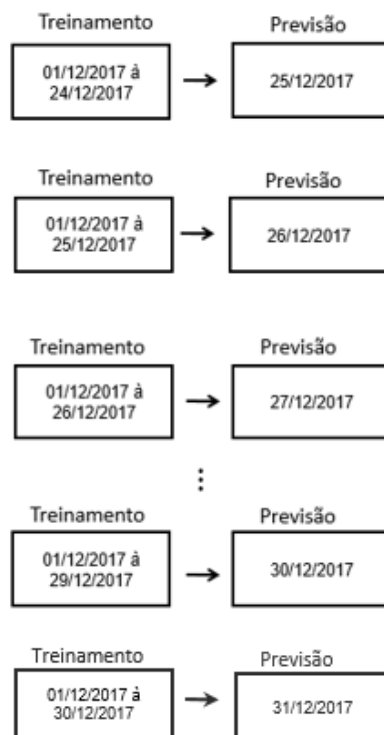 Treinamento
Previsão
01/12/2017 à
24/12/2017
25/12/2017
Treinamento
Previsão
01/12/2017 à
25/12/2017
26/12/2017
Treinamento
Previsão
01/12/2017 à
26/12/2017
27/12/2017
⋮
Treinamento
Previsão
01/12/2017 à
29/12/2017
30/12/2017
Treinamento
Previsão
01/12/2017 à
30/12/2017
31/12/2017